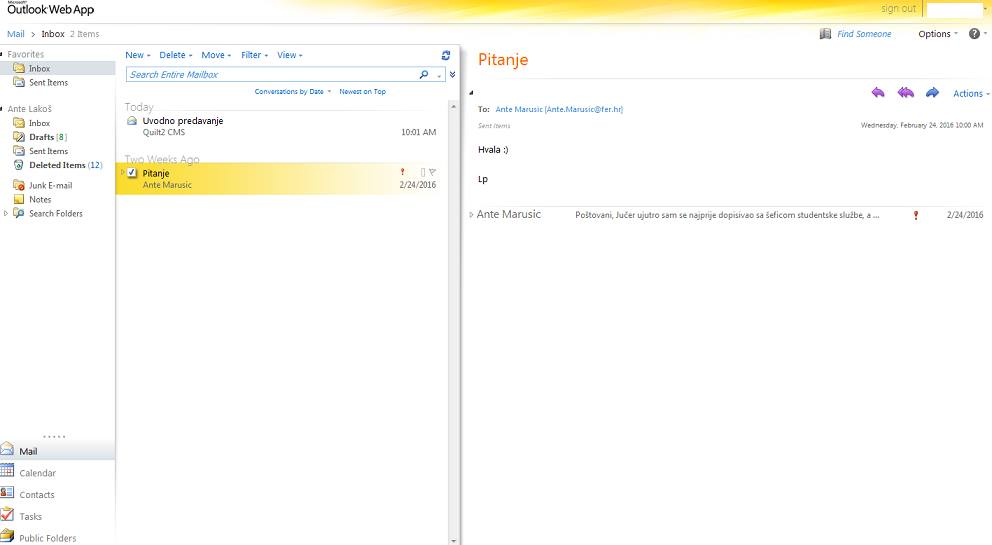 Microsoft
Outlook Web App
sign out
Mail > Inbox 2 Items
Find Someone
Options
Favorites
Inbox
Sent Items
Ante Lakoš
Inbox
Drafts [8]
Sent Items
Deleted Items (12)
Junk E-mail
Notes
Search Folders
Mail
Calendar
Contacts
Tasks
Public Folders
New Delete Move Filter View
Search Entire Mailbox
Conversations by Date Newest on Top
Today
Uvodno predavanje
Quilt2 CMS 10:01 AM
Two Weeks Ago
Pitanje
Ante Marusic 2/24/2016
Pitanje
Actions
To: Ante Marusic [Ante.Marusic@fer.hr]
Sent Items Wednesday, February 24, 2016 10:00 AM
Hvala :)
Lp
Ante Marusic Poštovani, Jučer ujutro sam se najprije dopisivao sa šeficom studentske službe, a ... 2/24/2016